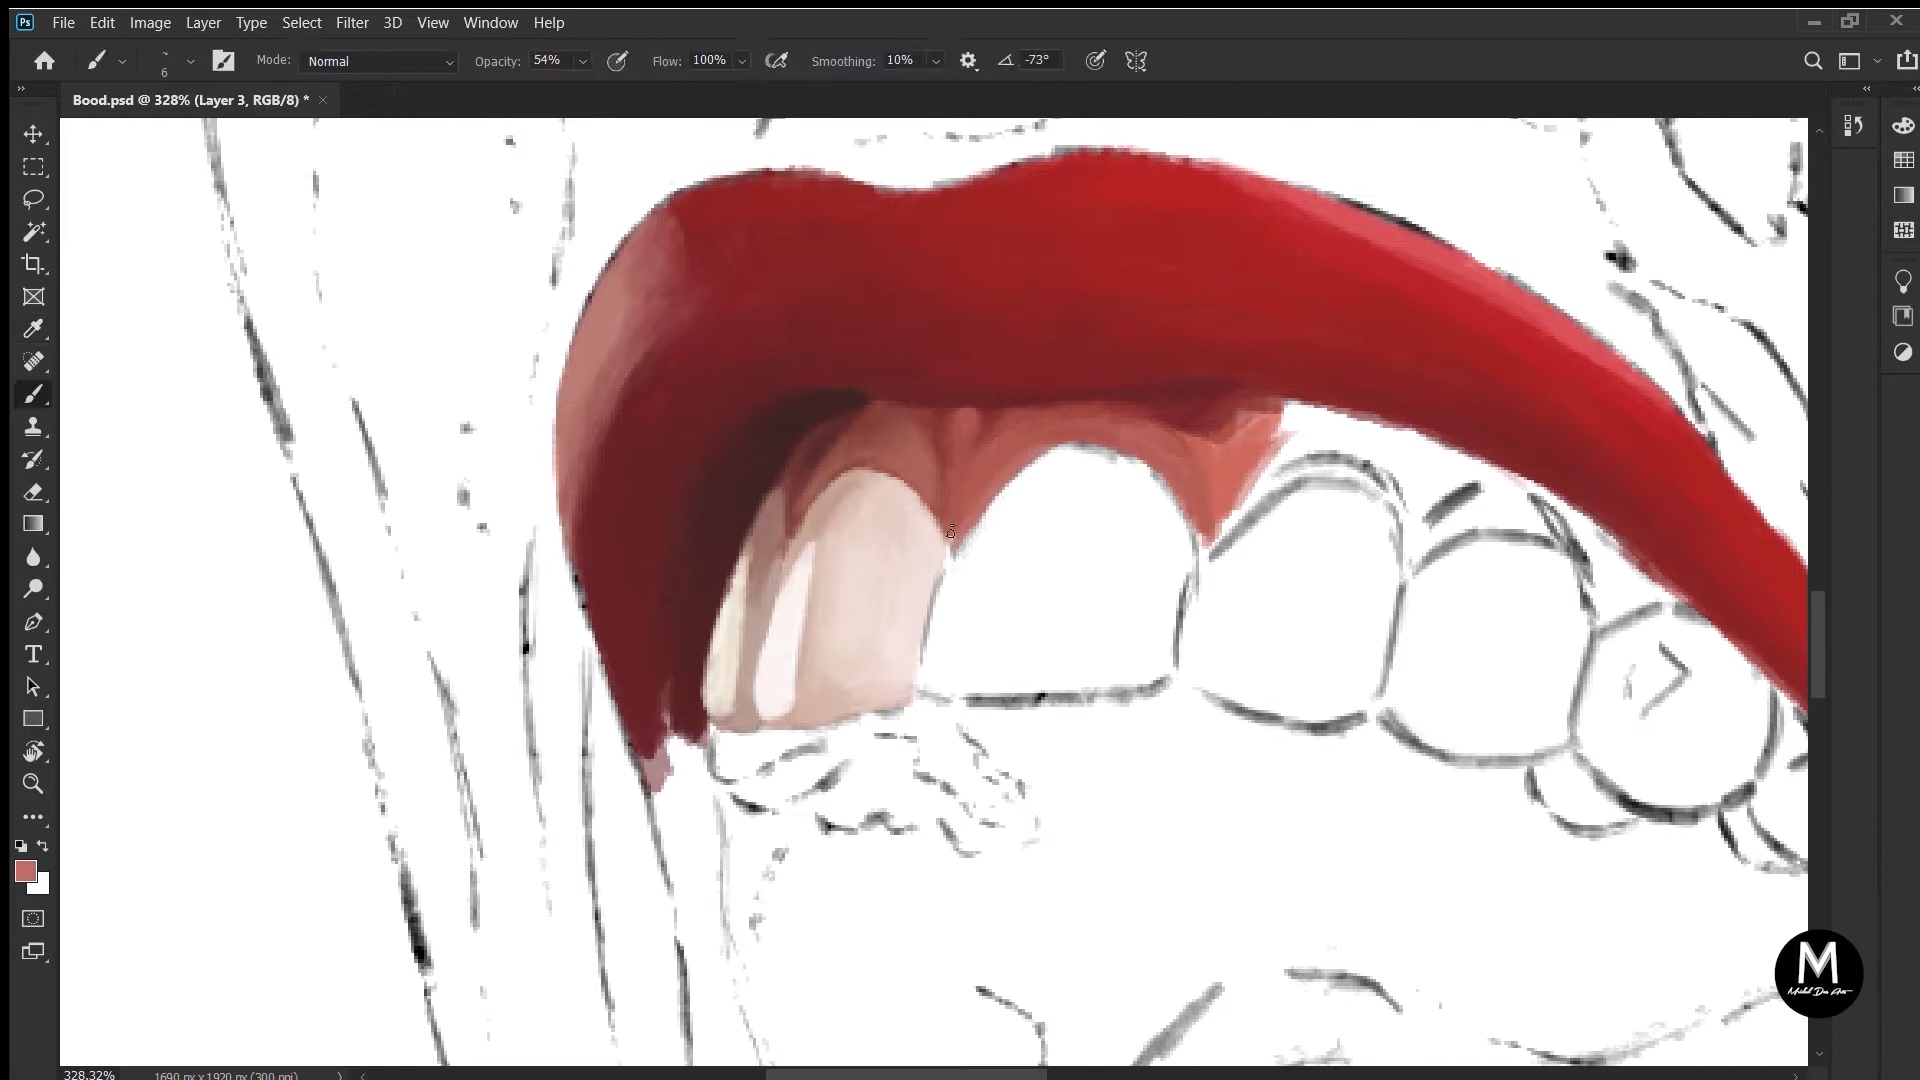 Ps File Edit Image Layer Type Select Filter 3D View Window Help
6 Mode: Normal Opacity: 54% Flow: 100% Smoothing: 10% -73°
Bood.psd @ 328% (Layer 3, RGB/8) *
T
M
328.32% 1690 px x 1920 px (300 ppi)